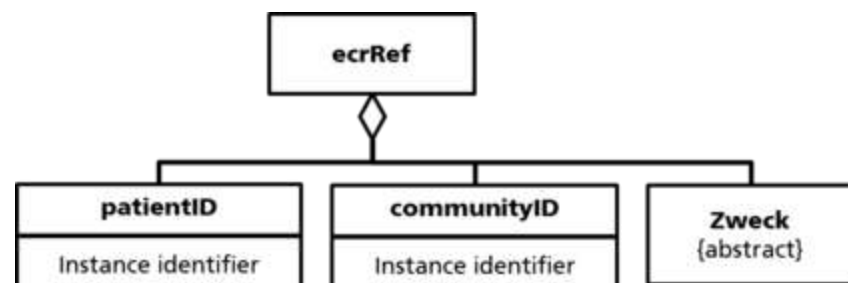 ecrRef
patientID
communityID
Zweck
{abstract}
Instance identifier
Instance identifier